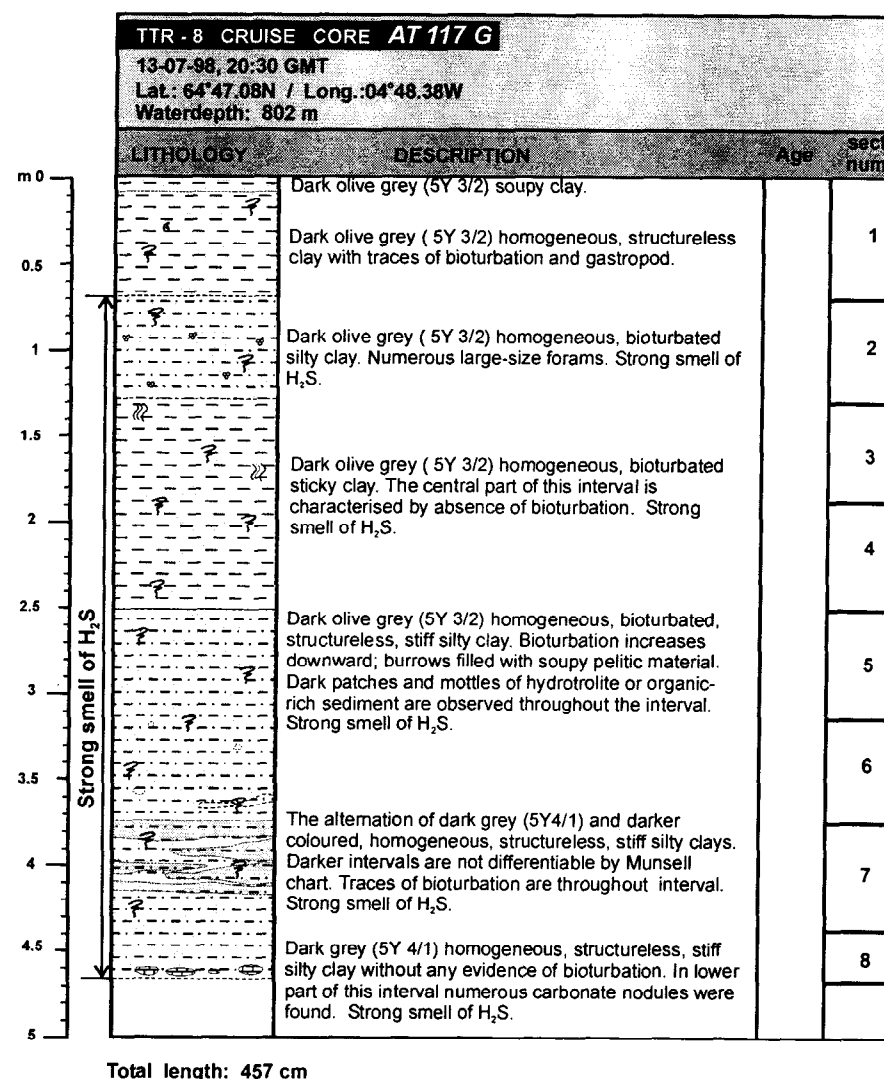 TTR - 8 CRUISE CORE AT 117 G
13-07-98, 20:30 GMT
Lat.: 64°47.08N / Long.:04°48.38W
Waterdepth: 802 m
LITHOLOGY DESCRIPTION Age sect
num
m 0
0.5
1
1.5
2
2.5
3
3.5
4
4.5
5
Strong smell of H₂S
Dark olive grey (5Y 3/2) soupy clay.
Dark olive grey ( 5Y 3/2) homogeneous, structureless
clay with traces of bioturbation and gastropod.
Dark olive grey ( 5Y 3/2) homogeneous, bioturbated
silty clay. Numerous large-size forams. Strong smell of
H₂S.
Dark olive grey ( 5Y 3/2) homogeneous, bioturbated
sticky clay. The central part of this interval is
characterised by absence of bioturbation. Strong
smell of H₂S.
Dark olive grey (5Y 3/2) homogeneous, bioturbated,
structureless, stiff silty clay. Bioturbation increases
downward; burrows filled with soupy pelitic material.
Dark patches and mottles of hydrotrolite or organic-
rich sediment are observed throughout the interval.
Strong smell of H₂S.
The alternation of dark grey (5Y4/1) and darker
coloured, homogeneous, structureless, stiff silty clays.
Darker intervals are not differentiable by Munsell
chart. Traces of bioturbation are throughout interval.
Strong smell of H₂S.
Dark grey (5Y 4/1) homogeneous, structureless, stiff
silty clay without any evidence of bioturbation. In lower
part of this interval numerous carbonate nodules were
found. Strong smell of H₂S.
1
2
3
4
5
6
7
8
Total length: 457 cm